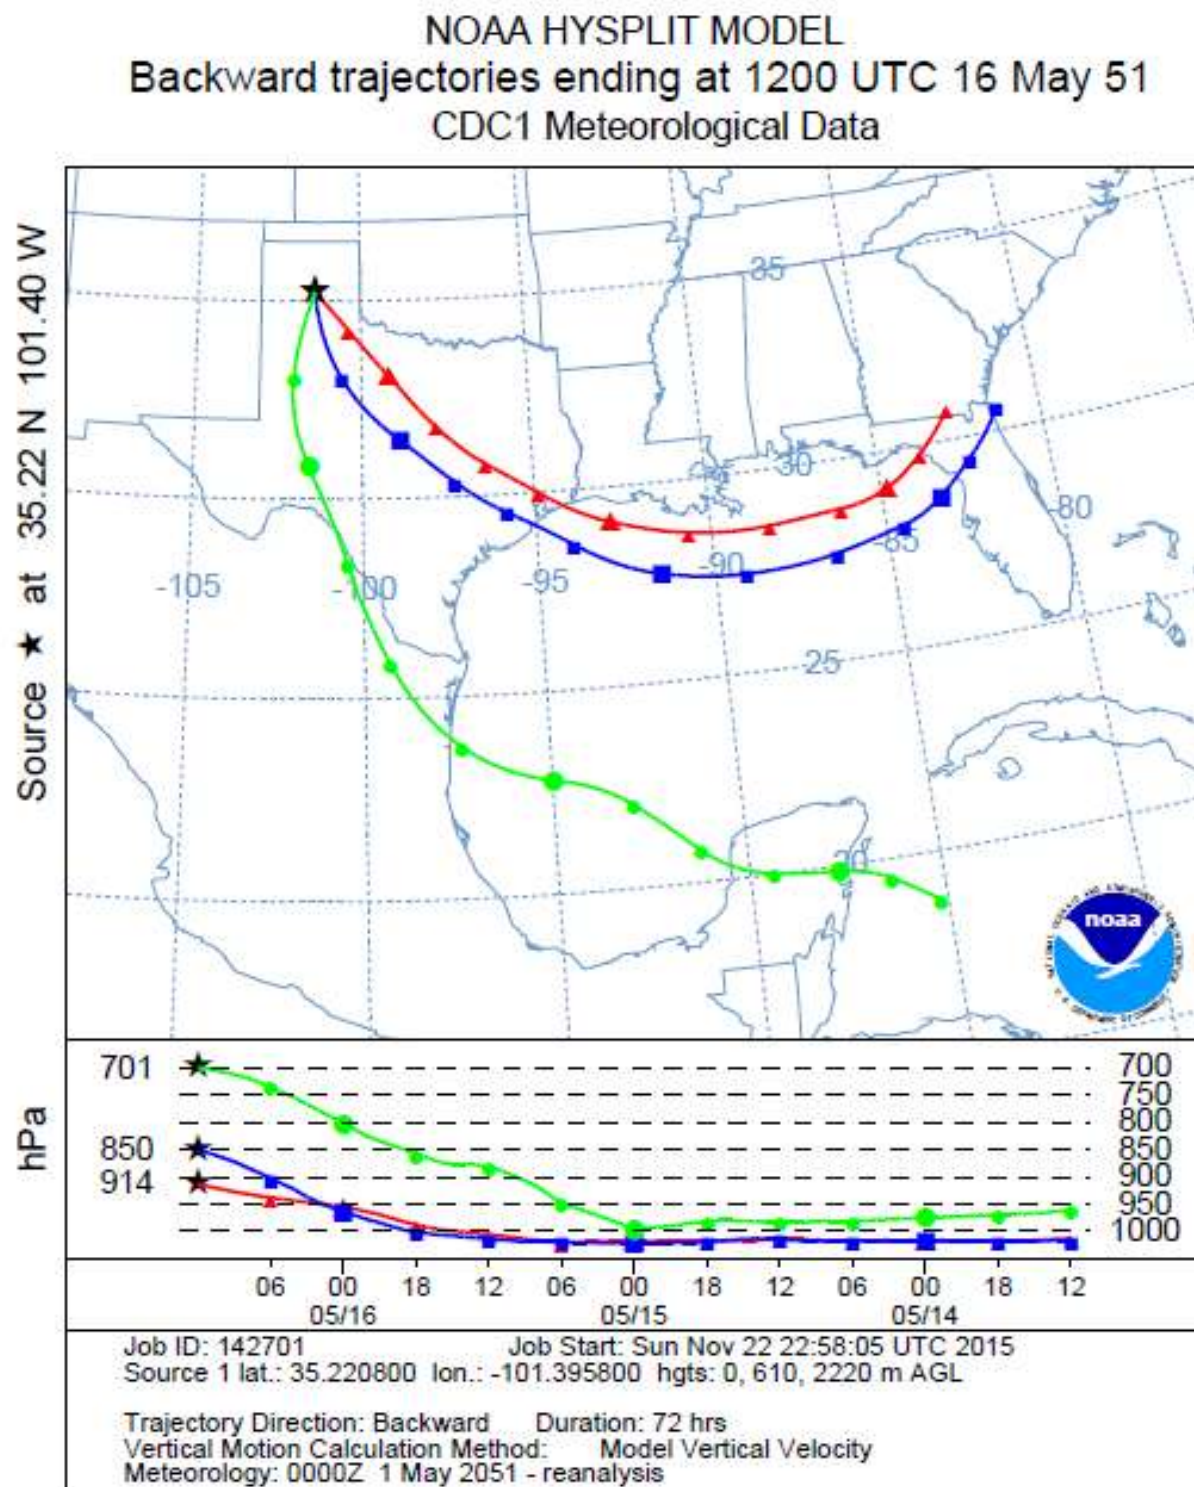 NOAA HYSPLIT MODEL
Backward trajectories ending at 1200 UTC 16 May 51
CDC1 Meteorological Data
Source ★ at 35.22 N 101.40 W
35
30
-80
-85
-90
-105
-100
-95
25
20
noaa
hPa
701
850
914
700
750
800
850
900
950
1000
06 00 18 12 06 00 18 12 06 00 18 12
05/16 05/15 05/14
Job ID: 142701 Job Start: Sun Nov 22 22:58:05 UTC 2015
Source 1 lat.: 35.220800 lon.: -101.395800 hgts: 0, 610, 2220 m AGL
Trajectory Direction: Backward Duration: 72 hrs
Vertical Motion Calculation Method: Model Vertical Velocity
Meteorology: 0000Z 1 May 2051 - reanalysis